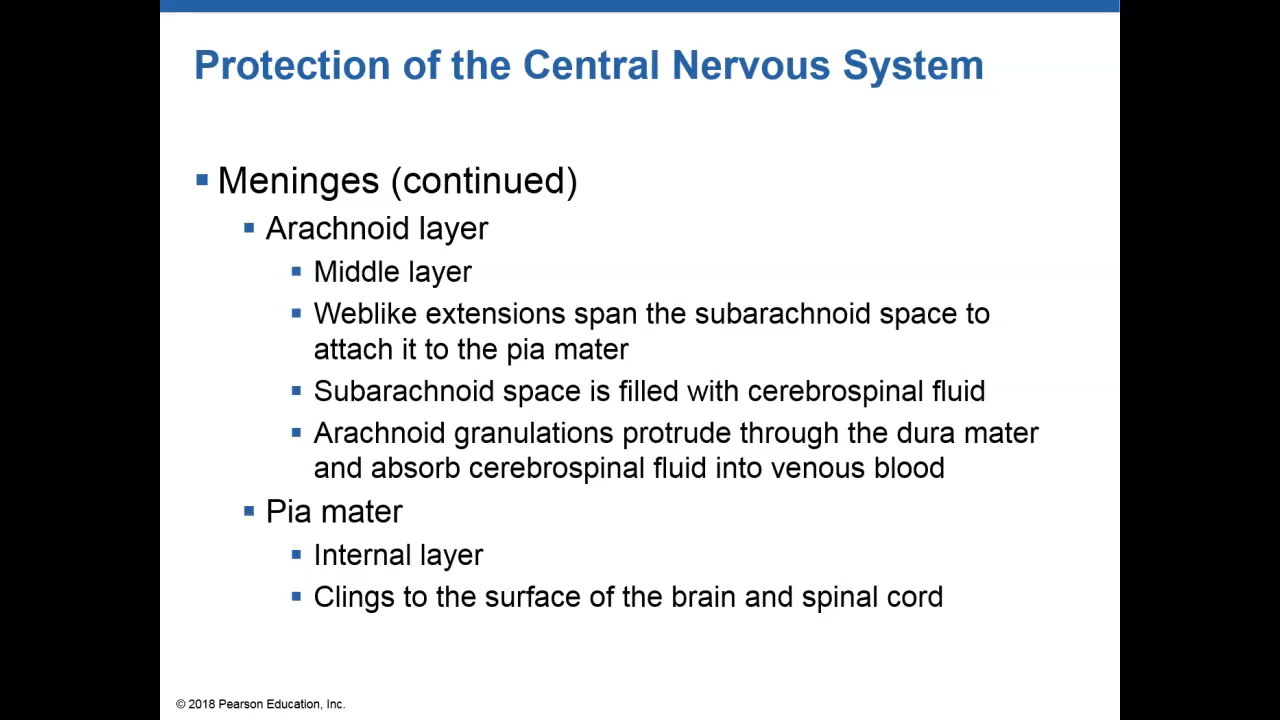 Protection of the Central Nervous System
Meninges (continued)
Arachnoid layer
Middle layer
Weblike extensions span the subarachnoid space to
attach it to the pia mater
Subarachnoid space is filled with cerebrospinal fluid
Arachnoid granulations protrude through the dura mater
and absorb cerebrospinal fluid into venous blood
Pia mater
Internal layer
Clings to the surface of the brain and spinal cord
© 2018 Pearson Education, Inc.